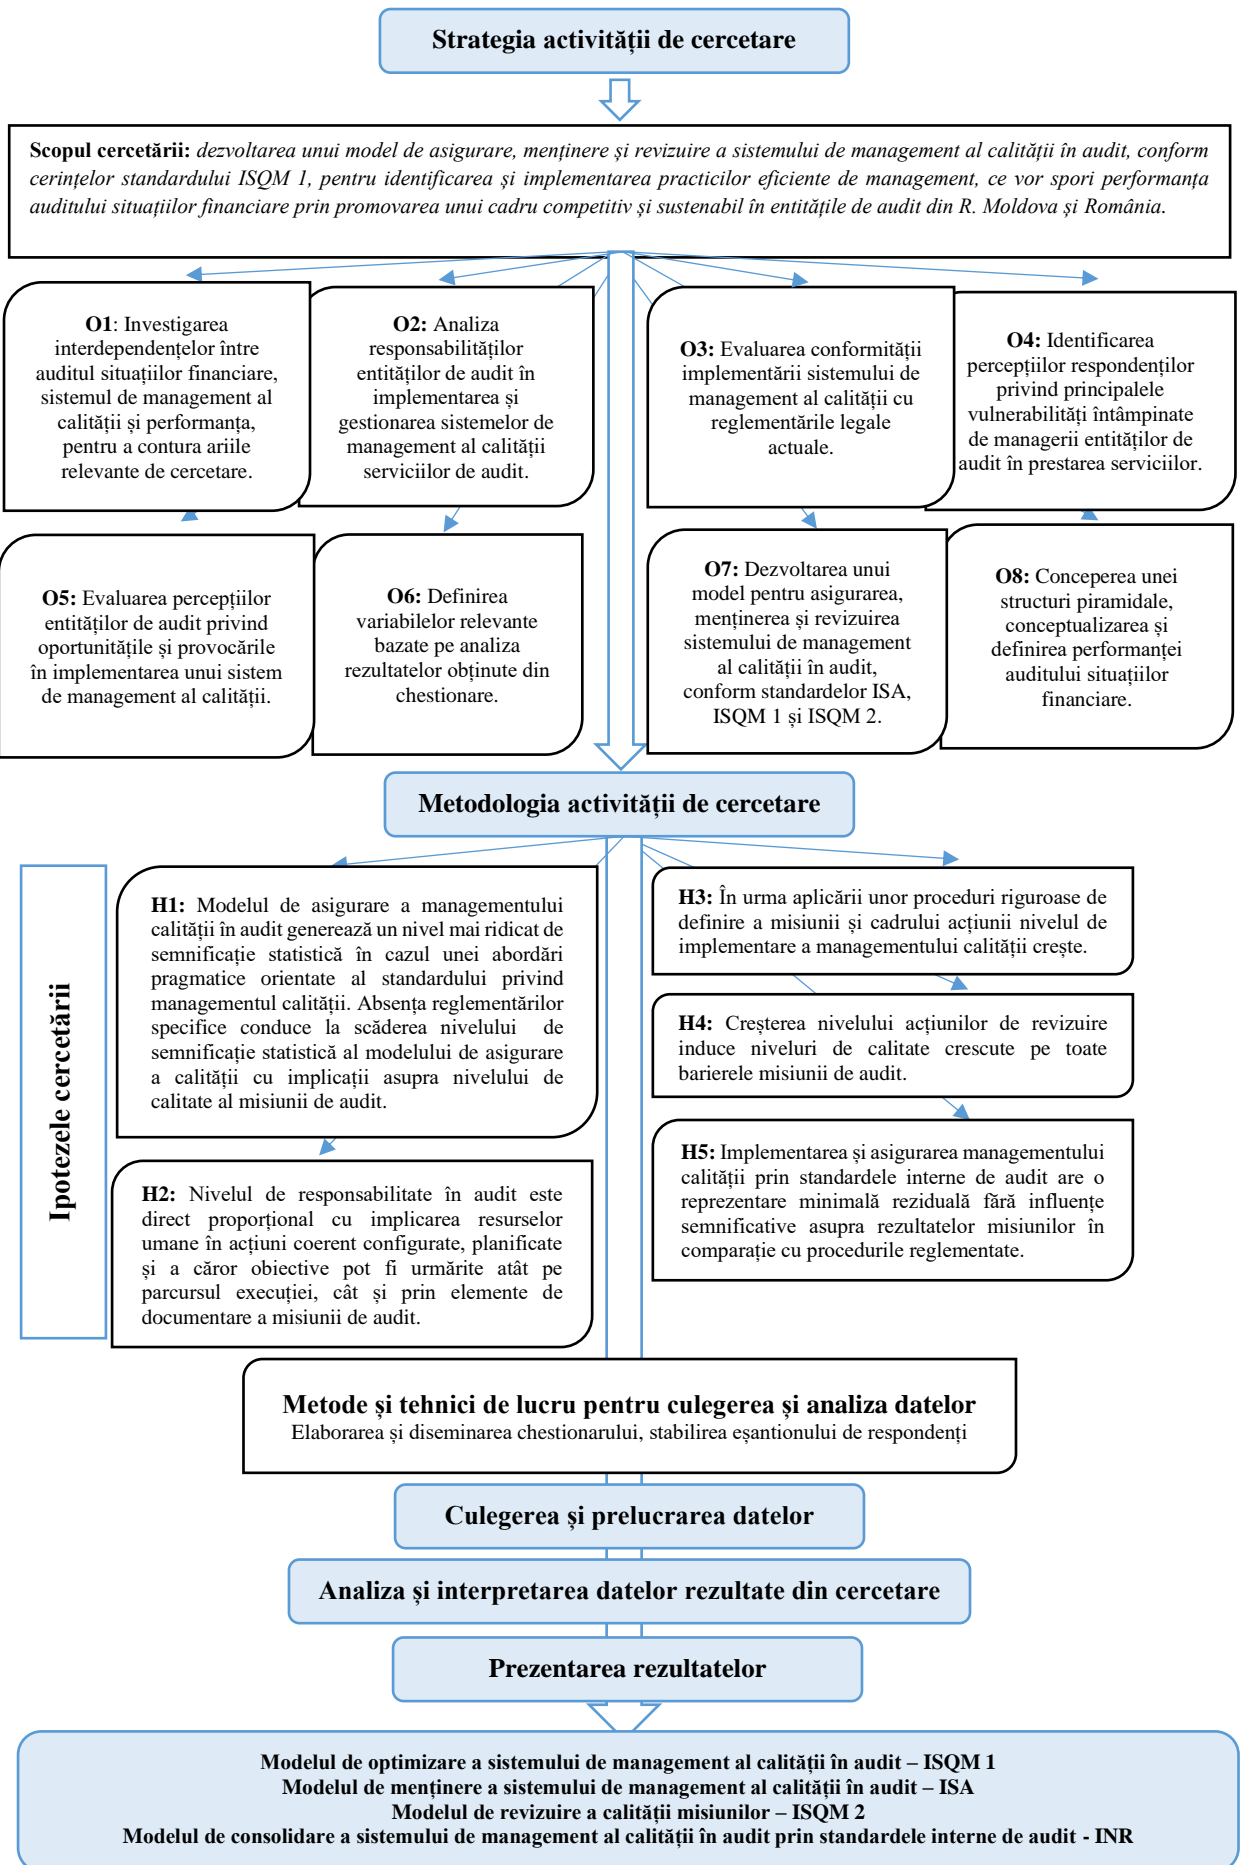 Strategia activității de cercetare
Scopul cercetării: dezvoltarea unui model de asigurare, menținere și revizuire a sistemului de management al calității în audit, conform
cerințelor standardului ISQM 1, pentru identificarea și implementarea practicilor eficiente de management, ce vor spori performanța
auditului situațiilor financiare prin promovarea unui cadru competitiv și sustenabil în entitățile de audit din R. Moldova și România.
O1: Investigarea
interdependențelor între
auditul situațiilor financiare,
sistemul de management al
calității și performanța,
pentru a contura ariile
relevante de cercetare.
O2: Analiza
responsabilităților
entităților de audit în
implementarea și
gestionarea sistemelor de
management al calității
serviciilor de audit.
O3: Evaluarea conformității
implementării sistemului de
management al calității cu
reglementările legale
actuale.
O4: Identificarea
percepțiilor respondenților
privind principalele
vulnerabilități întâmpinate
de managerii entităților de
audit în prestarea serviciilor.
O5: Evaluarea percepțiilor
entităților de audit privind
oportunitățile și provocările
în implementarea unui sistem
de management al calității.
O6: Definirea
variabilelor relevante
bazate pe analiza
rezultatelor obținute din
chestionare.
O7: Dezvoltarea unui
model pentru asigurarea,
menținerea și revizuirea
sistemului de management
al calității în audit,
conform standardelor ISA,
ISQM 1 și ISQM 2.
O8: Conceperea unei
structuri piramidale,
conceptualizarea și
definirea performanței
auditului situațiilor
financiare.
Metodologia activității de cercetare
Ipotezele cercetării
H1: Modelul de asigurare a managementului
calității în audit generează un nivel mai ridicat de
semnificație statistică în cazul unei abordări
pragmatice orientate al standardului privind
managementul calității. Absența reglementărilor
specifice conduce la scăderea nivelului de
semnificație statistică al modelului de asigurare
a calității cu implicații asupra nivelului de
calitate al misiunii de audit.
H2: Nivelul de responsabilitate în audit este
direct proporțional cu implicarea resurselor
umane în acțiuni coerent configurate, planificate
și a căror obiective pot fi urmărite atât pe
parcursul execuției, cât și prin elemente de
documentare a misiunii de audit.
H3: În urma aplicării unor proceduri riguroase de
definire a misiunii și cadrului acțiunii nivelul de
implementare a managementului calității crește.
H4: Creșterea nivelului acțiunilor de revizuire
induce niveluri de calitate crescute pe toate
barierele misiunii de audit.
H5: Implementarea și asigurarea managementului
calității prin standardele interne de audit are o
reprezentare minimală reziduală fără influențe
semnificative asupra rezultatelor misiunilor în
comparație cu procedurile reglementate.
Metode și tehnici de lucru pentru culegerea și analiza datelor
Elaborarea și diseminarea chestionarului, stabilirea eșantionului de respondenți
Culegerea și prelucrarea datelor
Analiza și interpretarea datelor rezultate din cercetare
Prezentarea rezultatelor
Modelul de optimizare a sistemului de management al calității în audit – ISQM 1
Modelul de menținere a sistemului de management al calității în audit – ISA
Modelul de revizuire a calității misiunilor – ISQM 2
Modelul de consolidare a sistemului de management al calității în audit prin standardele interne de audit - INR